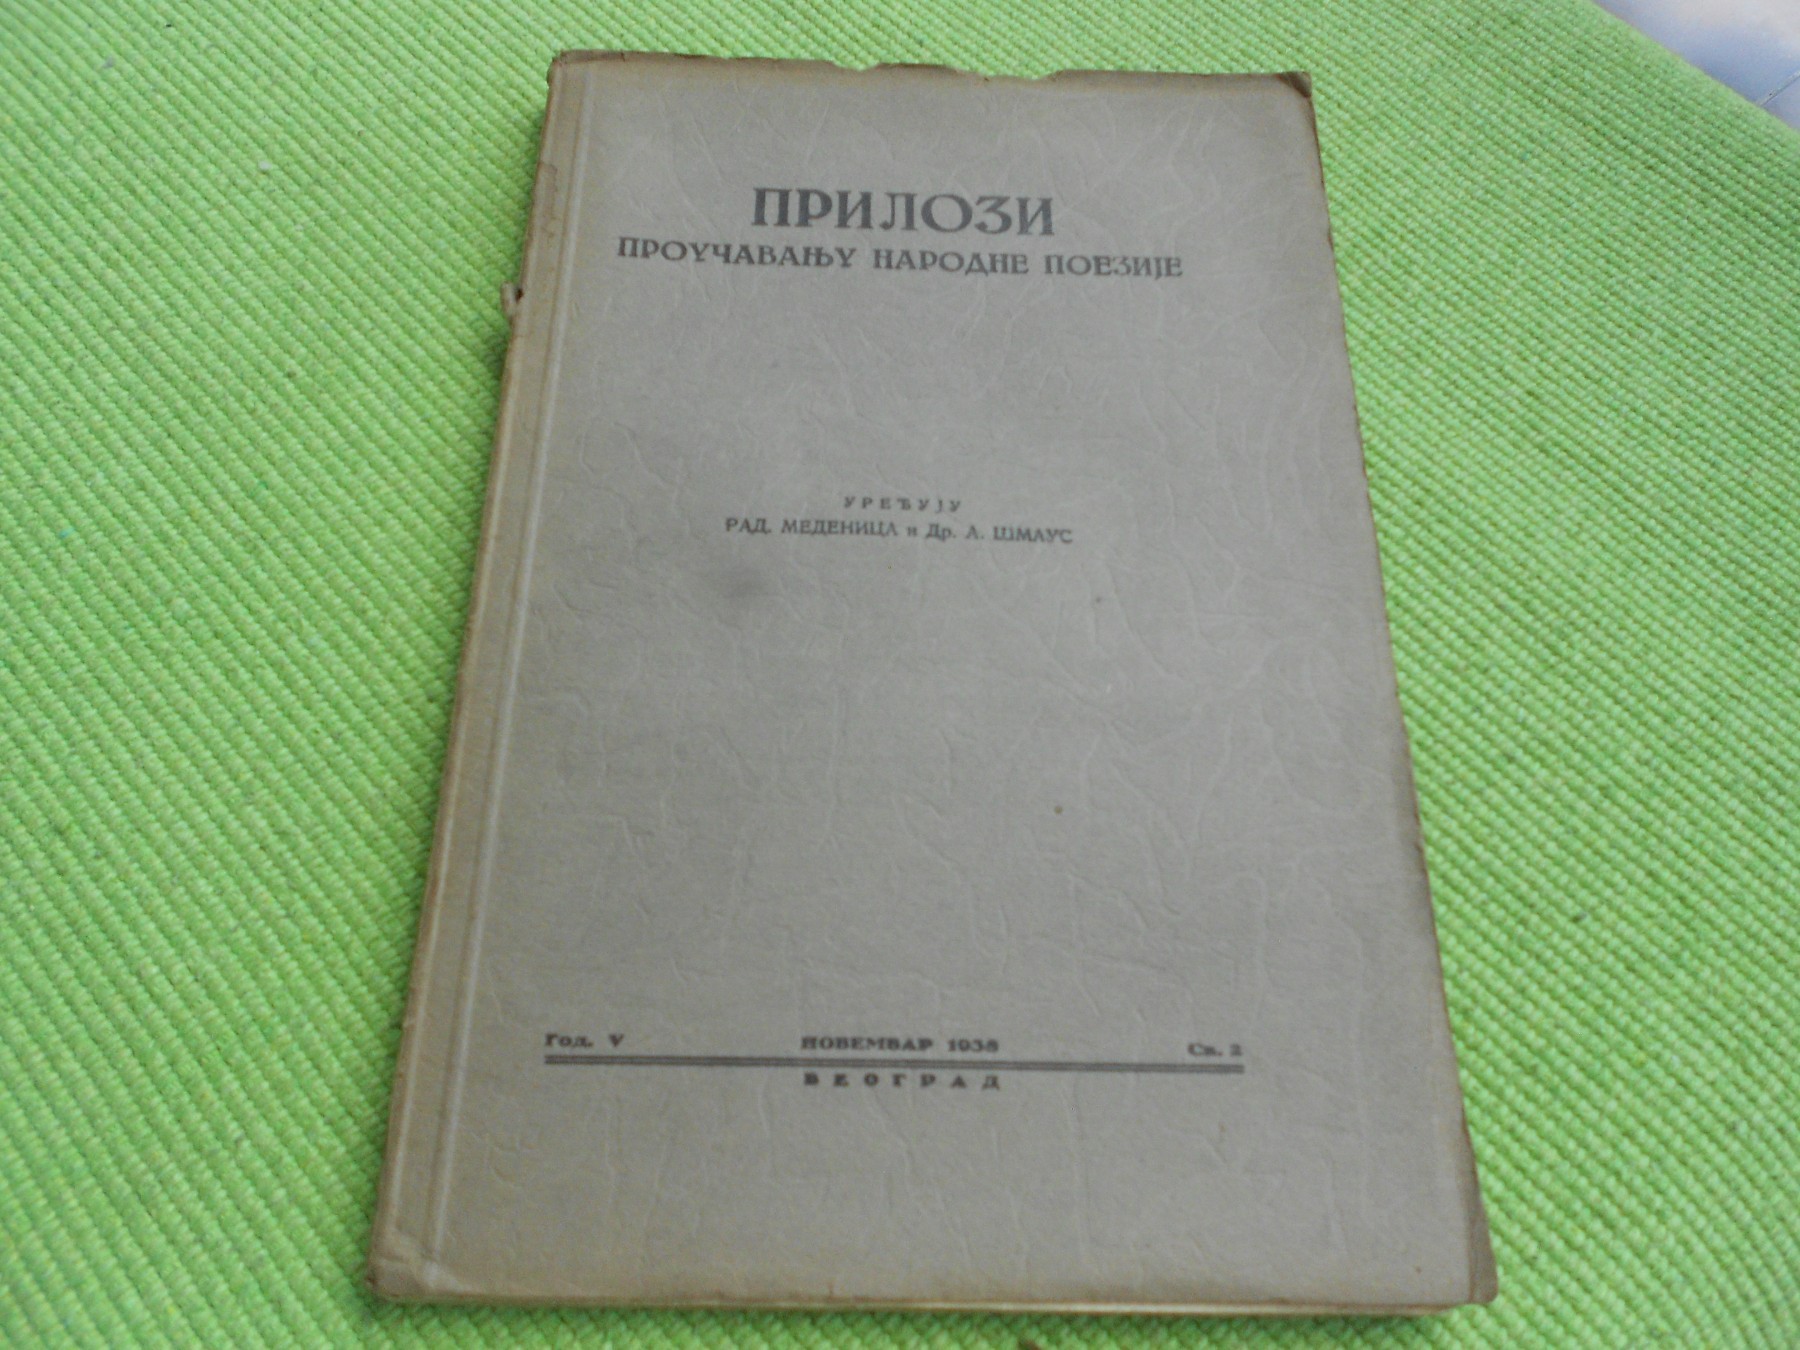 ПРИЛОЗИ
ПРОУЧАВАЊУ НАРОДНЕ ПОЕЗИЈЕ
УРЕЂУЈУ
РАД. МЕДЕНИЦА и Др. А. ШМАУС
Год. V НОВЕМБАР 1938 Св. 2
БЕОГРАД